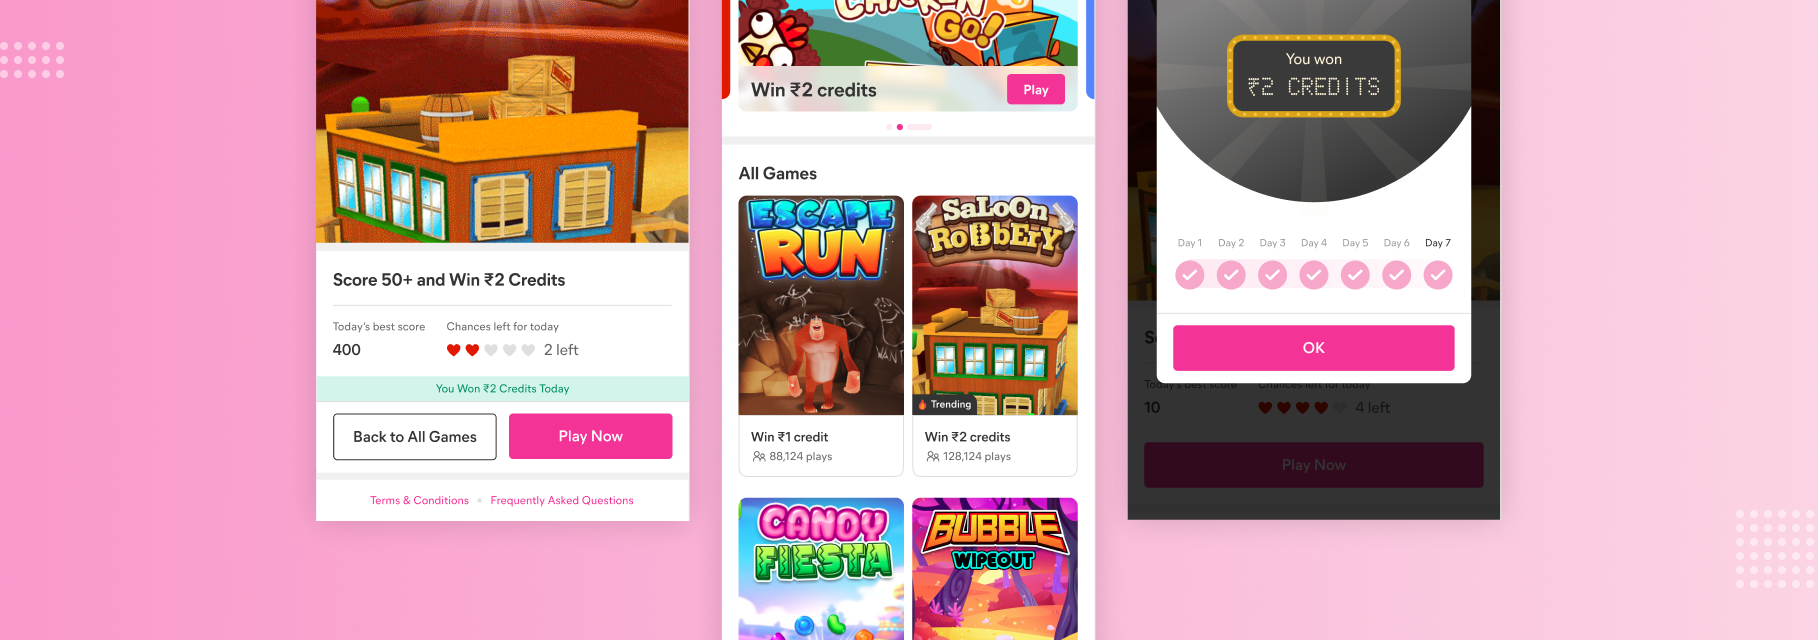 Score 50+ and Win ₹2 Credits
Today's best score
Chances left for today
400
2 left
You Won ₹2 Credits Today
Back to All Games
Play Now
Terms & Conditions
Frequently Asked Questions
CHICKEN
GO!
Win ₹2 credits
Play
All Games
ESCAPE
RUN
Win ₹1 credit
88,124 plays
SALOON
ROBBERY
Trending
Win ₹2 credits
128,124 plays
CANDY
FIESTA
BUBBLE
WIPEOUT
You won
₹2 CREDITS
Day 1 Day 2 Day 3 Day 4 Day 5 Day 6 Day 7
OK
Today's best score
Chances left for today
10
4 left
Play Now